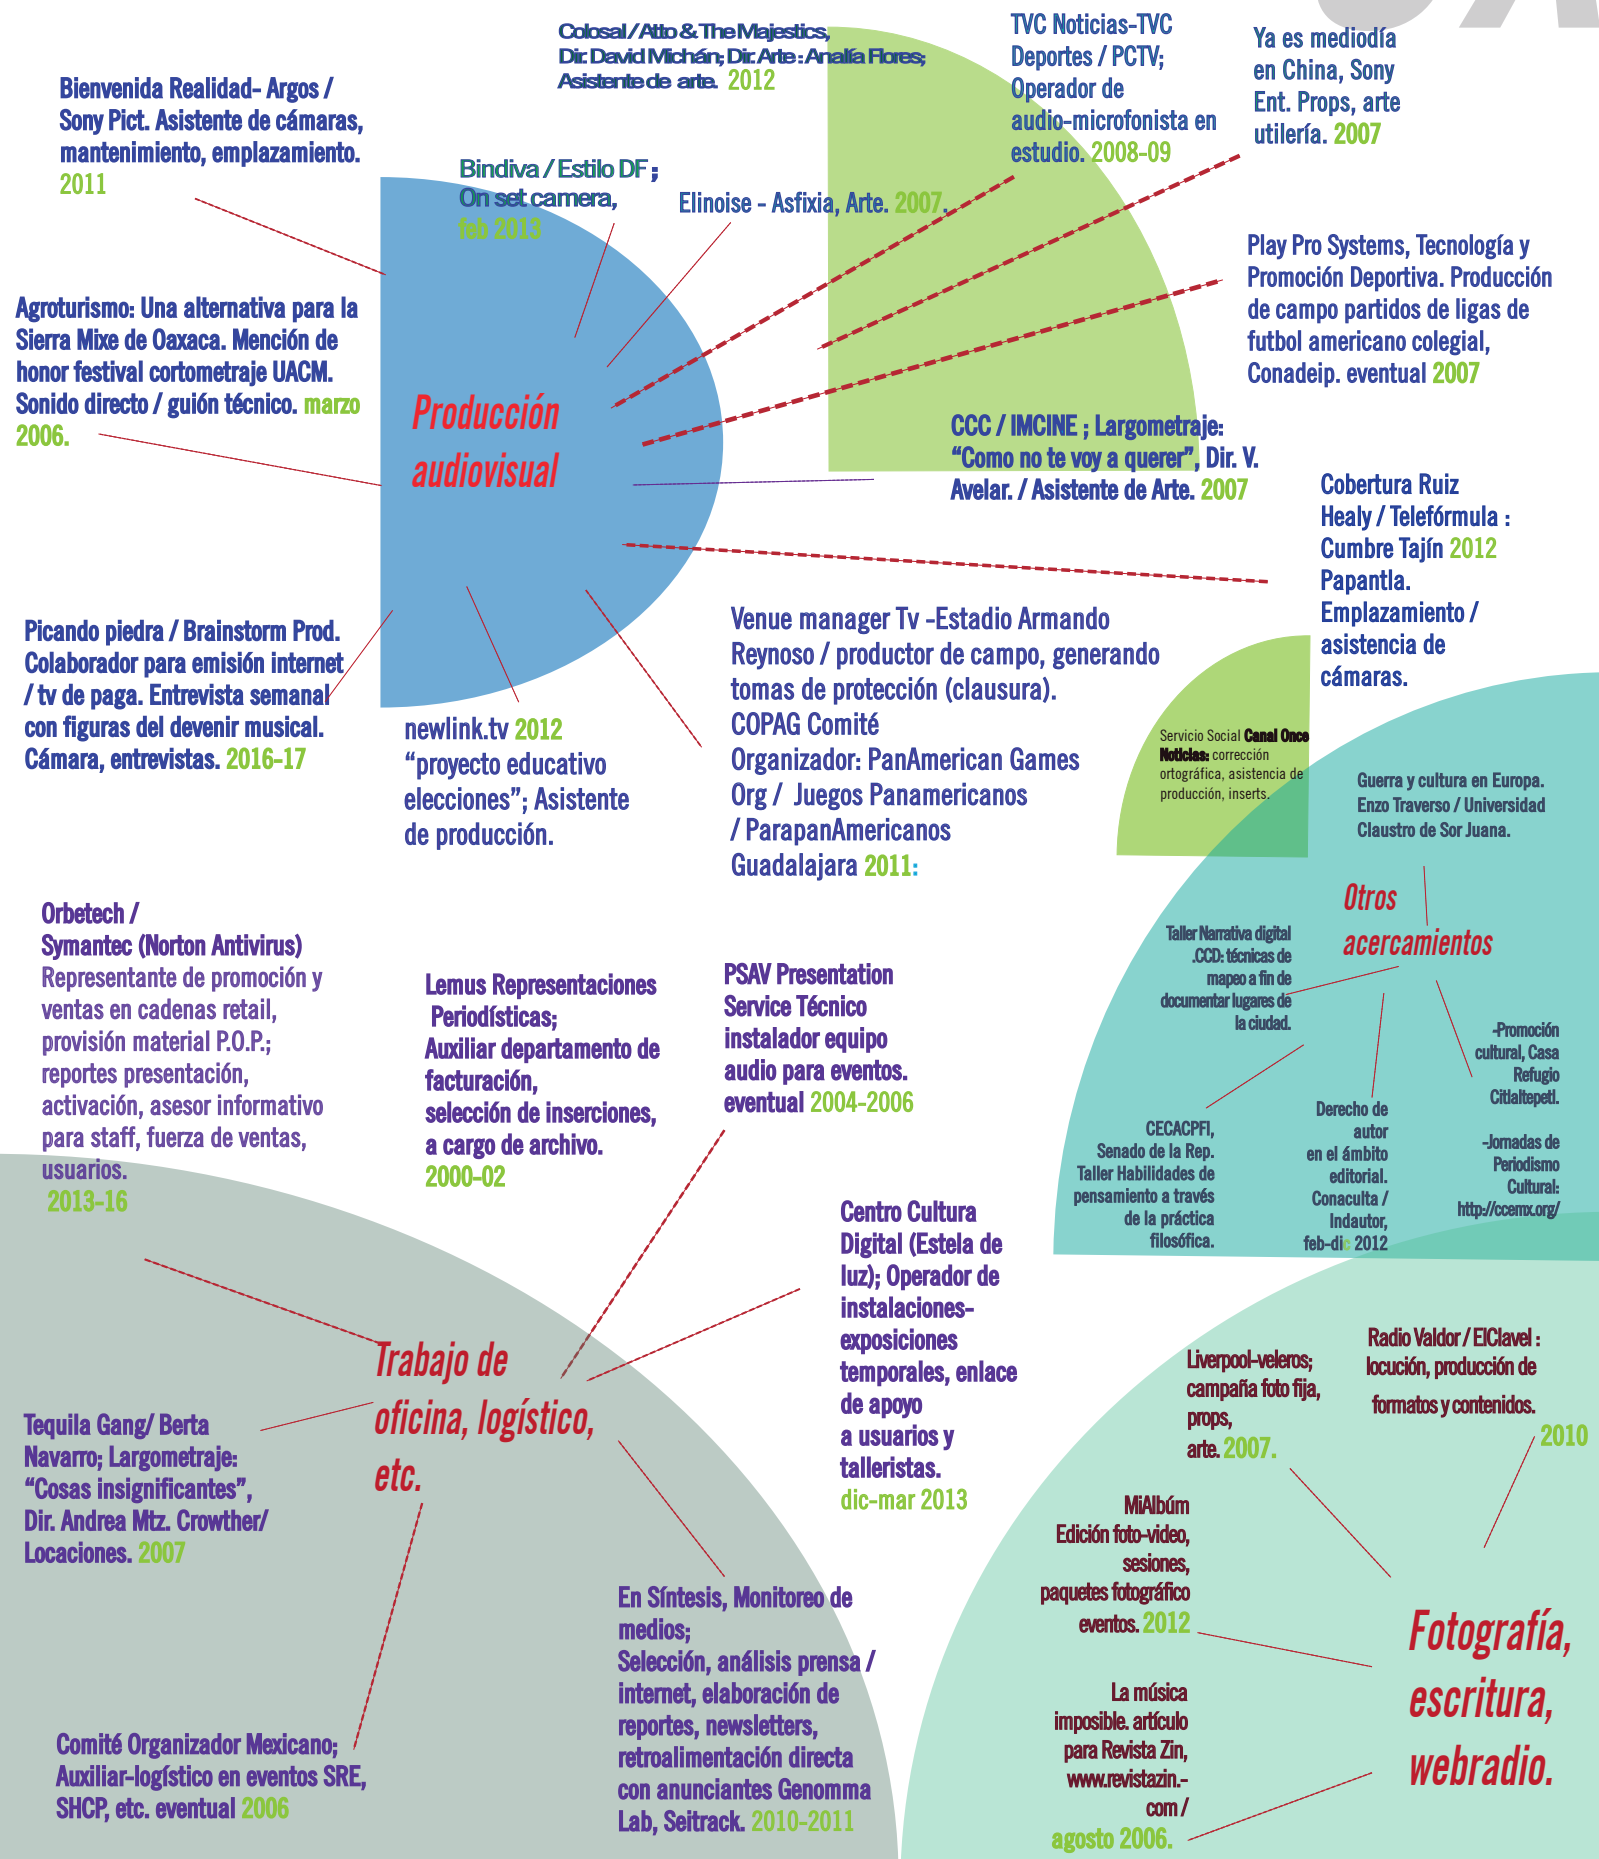 Colosal / Atto & The Majestics,
Dir. David Michán; Dir. Arte : Analía Flores;
Asistente de arte. 2012
TVC Noticias-TVC
Deportes / PCTV;
Operador de
audio-microfonista en
estudio. 2008-09
Ya es mediodía
en China, Sony
Ent. Props, arte
utilería. 2007
Bienvenida Realidad- Argos /
Sony Pict. Asistente de cámaras,
mantenimiento, emplazamiento.
2011
Bindiva / Estilo DF ;
On set camera,
feb 2013
Elinoise - Asfixia, Arte. 2007.
Play Pro Systems, Tecnología y
Promoción Deportiva. Producción
de campo partidos de ligas de
futbol americano colegial,
Conadeip. eventual 2007
Agroturismo: Una alternativa para la
Sierra Mixe de Oaxaca. Mención de
honor festival cortometraje UACM.
Sonido directo / guión técnico. marzo
2006.
Producción
audiovisual
CCC / IMCINE ; Largometraje:
“Como no te voy a querer”, Dir. V.
Avelar. / Asistente de Arte. 2007
Cobertura Ruiz
Healy / Telefórmula :
Cumbre Tajín 2012
Papantla.
Emplazamiento /
asistencia de
cámaras.
Picando piedra / Brainstorm Prod.
Colaborador para emisión internet
/ tv de paga. Entrevista semanal
con figuras del devenir musical.
Cámara, entrevistas. 2016-17
newlink.tv 2012
“proyecto educativo
elecciones”; Asistente
de producción.
Venue manager Tv -Estadio Armando
Reynoso / productor de campo, generando
tomas de protección (clausura).
COPAG Comité
Organizador: PanAmerican Games
Org / Juegos Panamericanos
/ ParapanAmericanos
Guadalajara 2011:
Servicio Social Canal Once
Noticias: corrección
ortográfica, asistencia de
producción, inserts.
Guerra y cultura en Europa.
Enzo Traverso / Universidad
Claustro de Sor Juana.
Otros
acercamientos
Taller Narrativa digital
.CCD: técnicas de
mapeo a fin de
documentar lugares de
la ciudad.
-Promoción
cultural, Casa
Refugio
Citlaltepetl.
-Jornadas de
Periodismo
Cultural:
http://ccemx.org/
CECACPFI,
Senado de la Rep.
Taller Habilidades de
pensamiento a través
de la práctica
filosófica.
Derecho de
autor
en el ámbito
editorial.
Conaculta /
Indautor,
feb-dic 2012
Orbetech /
Symantec (Norton Antivirus)
Representante de promoción y
ventas en cadenas retail,
provisión material P.O.P.;
reportes presentación,
activación, asesor informativo
para staff, fuerza de ventas,
usuarios.
2013-16
Lemus Representaciones
Periodísticas;
Auxiliar departamento de
facturación,
selección de inserciones,
a cargo de archivo.
2000-02
PSAV Presentation
Service Técnico
instalador equipo
audio para eventos.
eventual 2004-2006
Centro Cultura
Digital (Estela de
luz); Operador de
instalaciones-
exposiciones
temporales, enlace
de apoyo
a usuarios y
talleristas.
dic-mar 2013
Trabajo de
oficina, logístico,
etc.
Tequila Gang/ Berta
Navarro; Largometraje:
“Cosas insignificantes”,
Dir. Andrea Mtz. Crowther/
Locaciones. 2007
Comité Organizador Mexicano;
Auxiliar-logístico en eventos SRE,
SHCP, etc. eventual 2006
En Síntesis, Monitoreo de
medios;
Selección, análisis prensa /
internet, elaboración de
reportes, newsletters,
retroalimentación directa
con anunciantes Genomma
Lab, Seitrack. 2010-2011
Liverpool-veleros;
campaña foto fija,
props,
arte. 2007.
Radio Valdor / ElClavel :
locución, producción de
formatos y contenidos.
2010
MiAlbúm
Edición foto-video,
sesiones,
paquetes fotográfico
eventos. 2012
La música
imposible. artículo
para Revista Zin,
www.revistazin.-
com /
agosto 2006.
Fotografía,
escritura,
webradio.